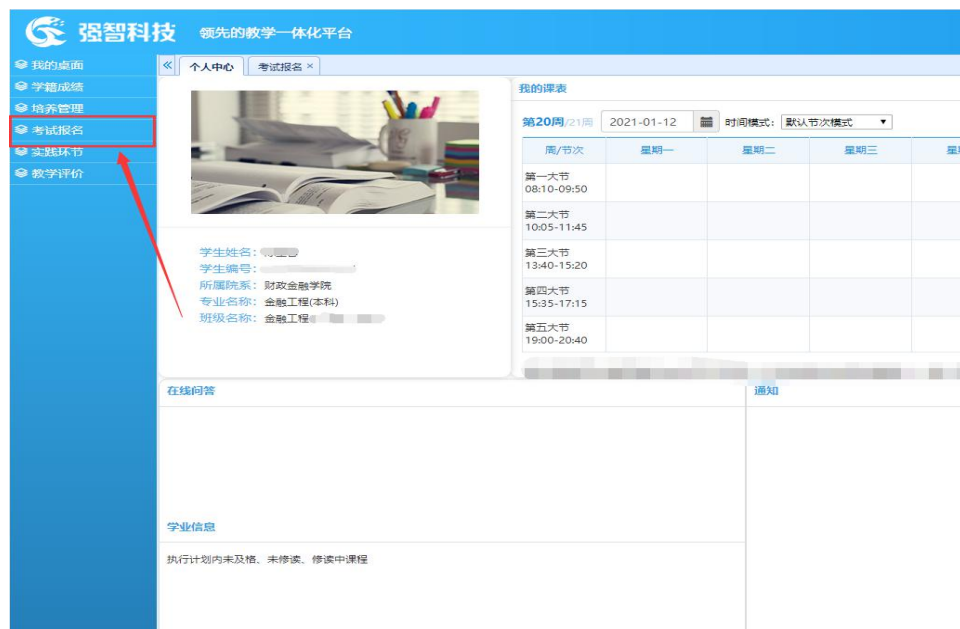 强智科技 领先的教学一体化平台
我的桌面
学籍成绩
培养管理
考试报名
实践环节
教学评价
个人中心 考试报名 ×
学生姓名:
学生编号:
所属院系: 财政金融学院
专业名称: 金融工程(本科)
班级名称: 金融工程
我的课表
第20周/21周 2021-01-12 时间模式: 默认节次模式
周/节次 星期一 星期二 星期三
第一大节
08:10-09:50
第二大节
10:05-11:45
第三大节
13:40-15:20
第四大节
15:35-17:15
第五大节
19:00-20:40
在线问答
通知
学业信息
执行计划内未及格、未修读、修读中课程